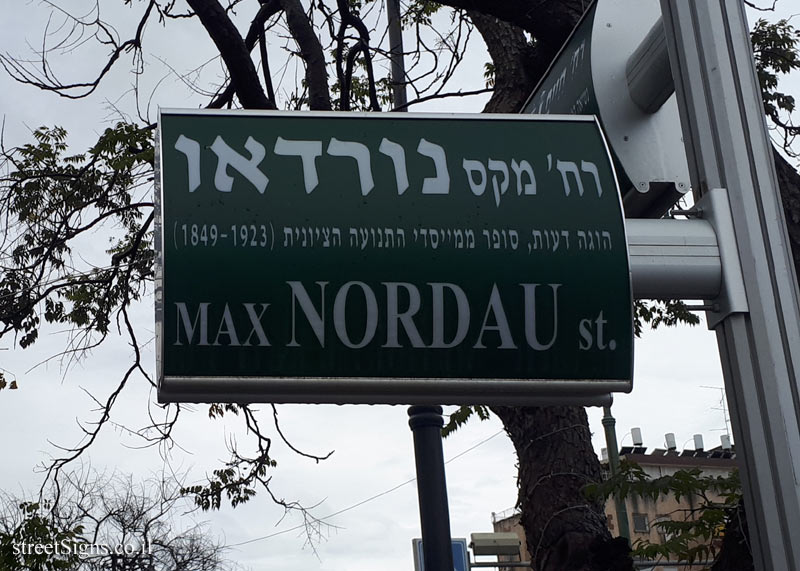 רח' מקס נורדאו
הוגה דעות, סופר ממייסדי התנועה הציונית (1849-1923)
MAX NORDAU st.
streetSigns.co.il